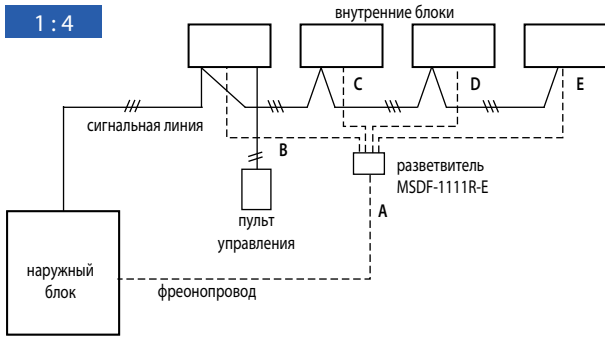 1 : 4
внутренние блоки
C
D
E
сигнальная линия
B
разветвитель
MSDF-1111R-E
A
пульт
управления
наружный
блок
фреонопровод